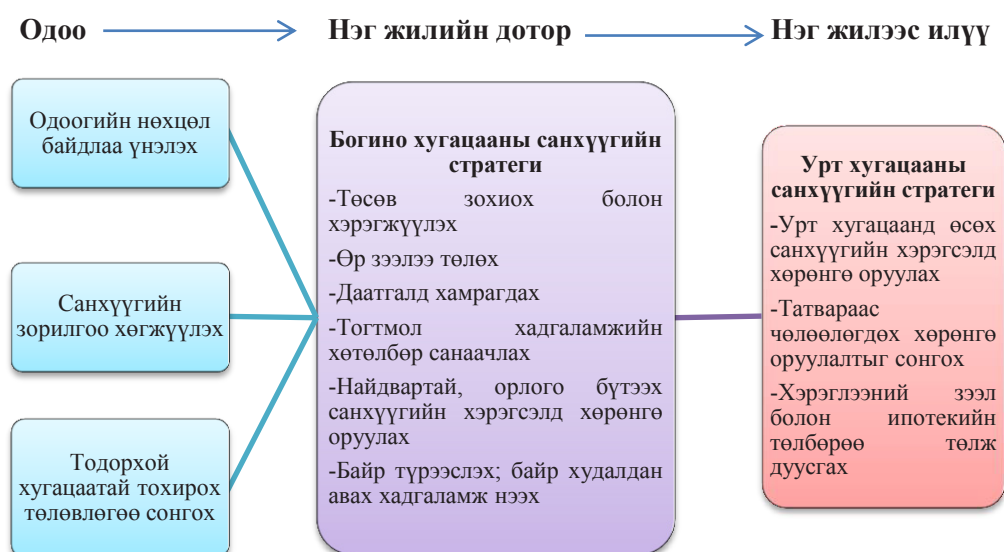 Одоо
Нэг жилийн дотор
Нэг жилээс илүү
Одоогийн нөхцөл
байдлаа үнэлэх
Санхүүгийн
зорилгоо хөгжүүлэх
Тодорхой
хугацаатай тохирох
төлөвлөгөө сонгох
Богино хугацааны санхүүгийн
стратеги
-Төсөв зохиох болон
хэрэгжүүлэх
-Өр зээлээ төлөх
-Даатгалд хамрагдах
-Тогтмол хадгаламжийн
хөтөлбөр санаачлах
-Найдвартай, орлого бүтээх
санхүүгийн хэрэгсэлд хөрөнгө
оруулах
-Байр түрээслэх; байр худалдан
авах хадгаламж нээх
Урт хугацааны
санхүүгийн стратеги
-Урт хугацаанд өсөх
санхүүгийн хэрэгсэлд
хөрөнгө оруулах
-Татвараас
чөлөөлөгдөх хөрөнгө
оруулалтыг сонгох
-Хэрэглээний зээл
болон ипотекийн
төлбөрөө төлж
дуусгах